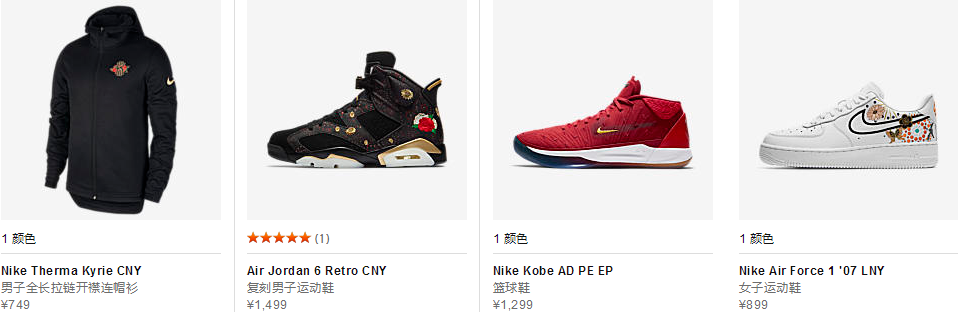 1 颜色
Nike Therma Kyrie CNY
男子全长拉链开襟连帽衫
¥749
(1)
Air Jordan 6 Retro CNY
复刻男子运动鞋
¥1,499
1 颜色
Nike Kobe AD PE EP
篮球鞋
¥1,299
1 颜色
Nike Air Force 1 '07 LNY
女子运动鞋
¥899